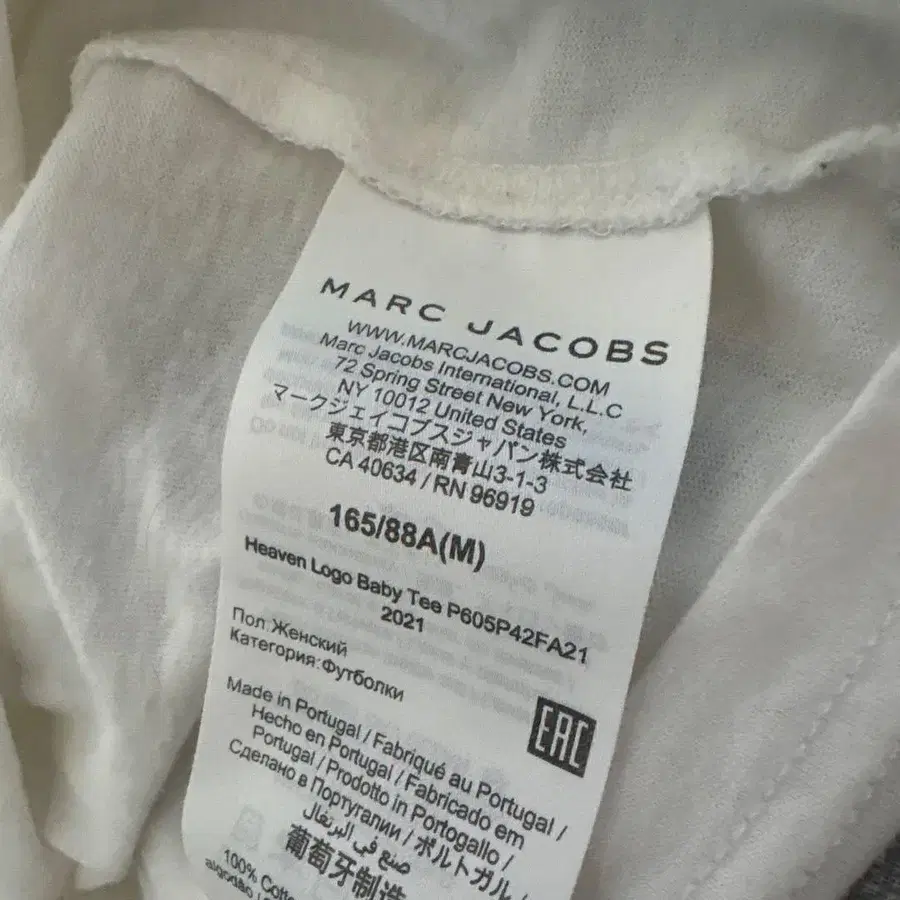 MARC JACOBS
WWW.MARCJACOBS.COM
Marc Jacobs International, L.L.C
72 Spring Street New York,
NY 10012 United States
マークジェイコブスジャパン株式会社
東京都港区南青山3-1-3
CA 40634 / RN 96919
165/88A(M)
Heaven Logo Baby Tee P605P42FA21
2021
Пол:Женский
Категория:Футболки
EAC
Made in Portugal / Fabriqué au Portugal /
Hecho en Portugal / Fabricado em
Portugal / Prodotto in Portogallo /
Сделано в Португалии / ポルトガル /
صنع في البرتغال
葡萄牙制造
100% Cotto
algodão /